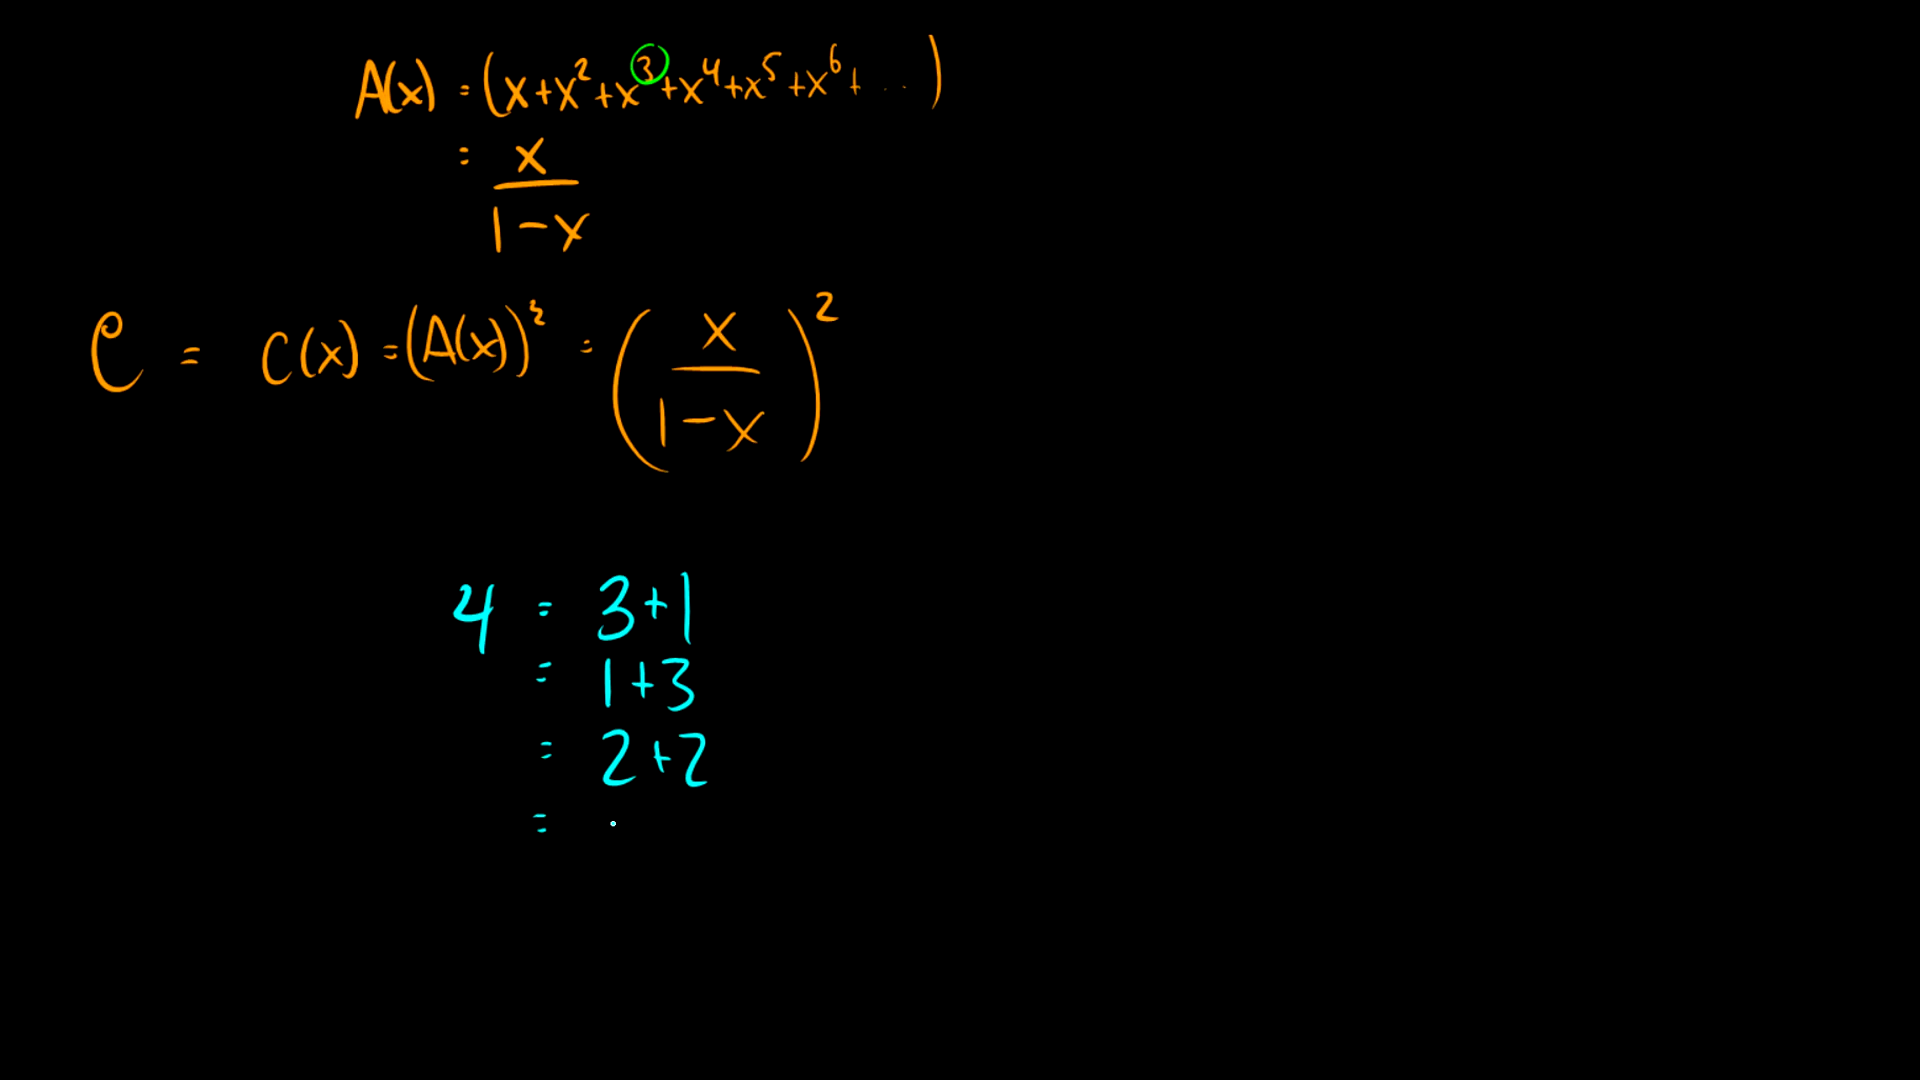 A(x) = (x+x²+x³+x⁴+x⁵+x⁶+...)
= x/(1-x)
C = C(x) = (A(x))² = (x/(1-x))²
4 = 3+1
= 1+3
= 2+2
=